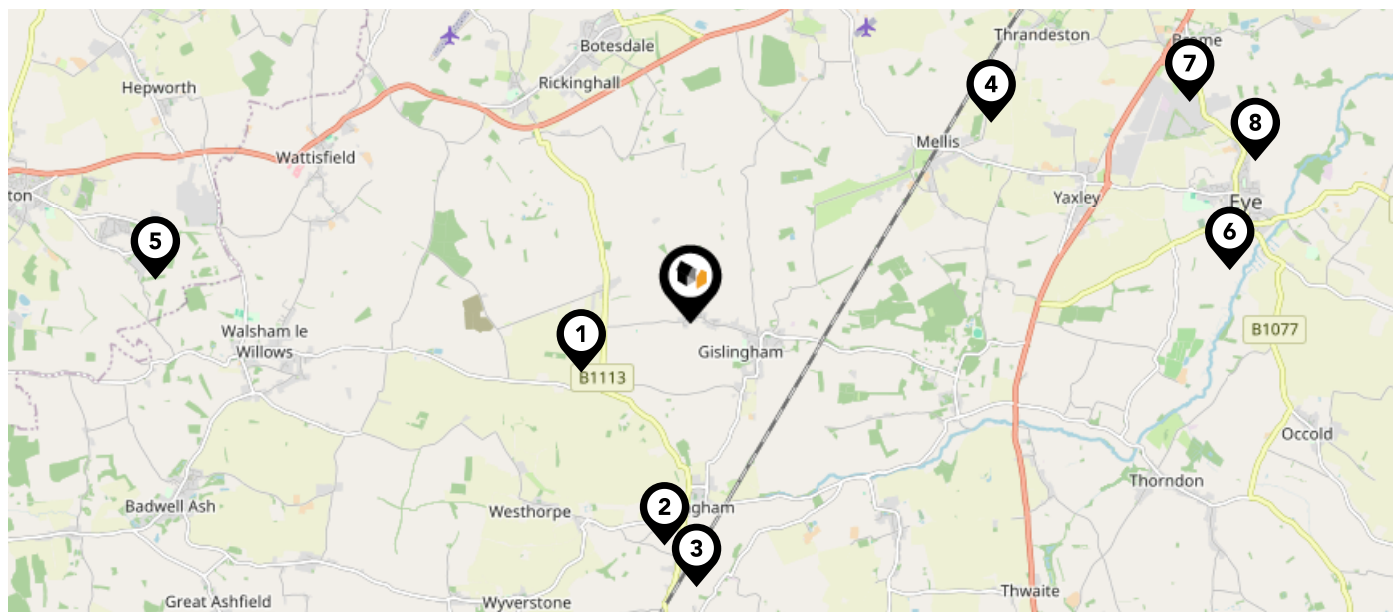 Thrandeston
Botesdale
Rickinghall
Hepworth
7
4
8
Mellis
Wattisfield
ton
Yaxley
Eye
6
5
Walsham le
Willows
1
B1113
Gislingham
B1077
Occold
Thorndon
Badwell Ash
Westhorpe
2
gham
3
Thwaite
Great Ashfield
Wyverstone